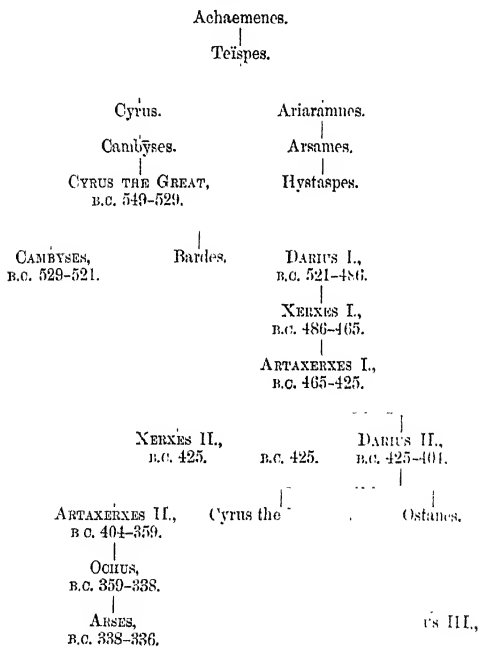 Achaemenes.
Teïspes.
Cyrus. Ariaramnes.
Cambyses. Arsames.
CYRUS THE GREAT, Hystaspes.
B.C. 549-529.
CAMBYSES, Bardes. DARIUS I.,
B.C. 529-521. B.C. 521-486.
XERXES I.,
B.C. 486-465.
ARTAXERXES I.,
B.C. 465-425.
XERXES II., DARIUS II.,
B.C. 425. B.C. 425. B.C. 425-404.
ARTAXERXES II., Cyrus the Ostanes.
B.C. 404-359.
OCHUS,
B.C. 359-338.
ARSES, III.,
B.C. 338-336.